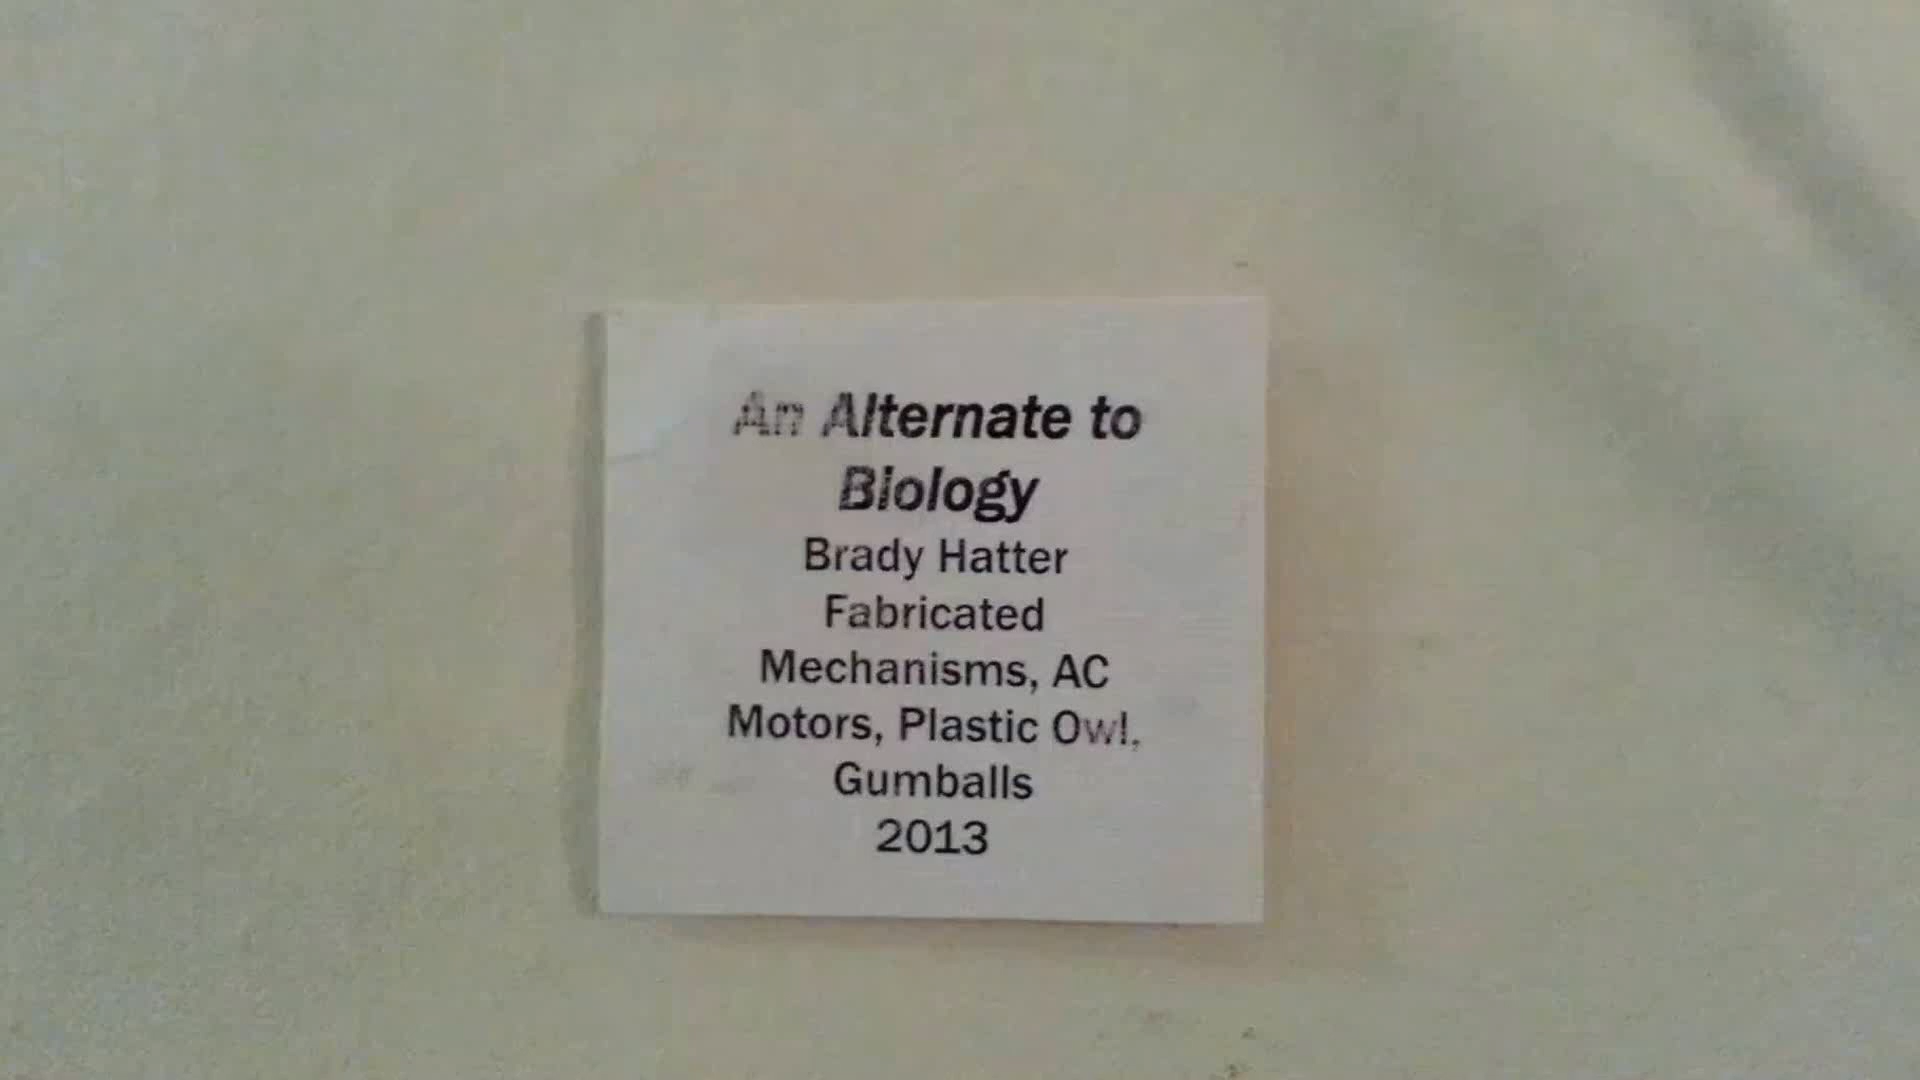 An Alternate to
Biology
Brady Hatter
Fabricated
Mechanisms, AC
Motors, Plastic Owl,
Gumballs
2013